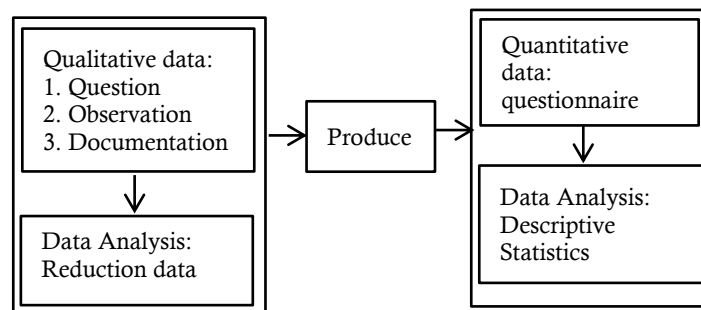 Qualitative data:
1. Question
2. Observation
3. Documentation
Data Analysis:
Reduction data
Produce
Quantitative
data:
questionnaire
Data Analysis:
Descriptive
Statistics